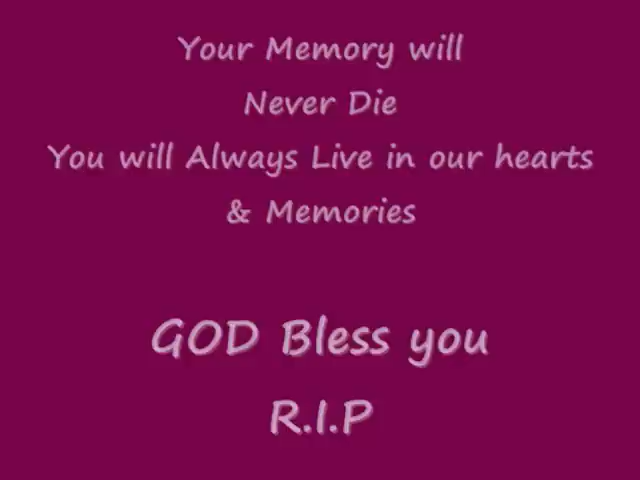 Your Memory will
Never Die
You will Always Live in our hearts
& Memories
GOD Bless you
R.I.P